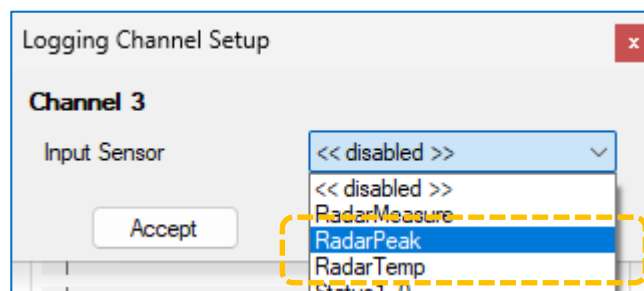 Logging Channel Setup
x
Channel 3
Input Sensor
<< disabled >>
<< disabled >>
RadarMeasure
Accept
RadarPeak
RadarTemp